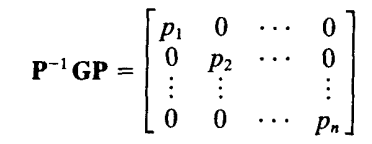 P⁻¹GP = [ p₁ 0 ⋯ 0
0 p₂ ⋯ 0
⋮ ⋮ ⋮
0 0 ⋯ pₙ ]